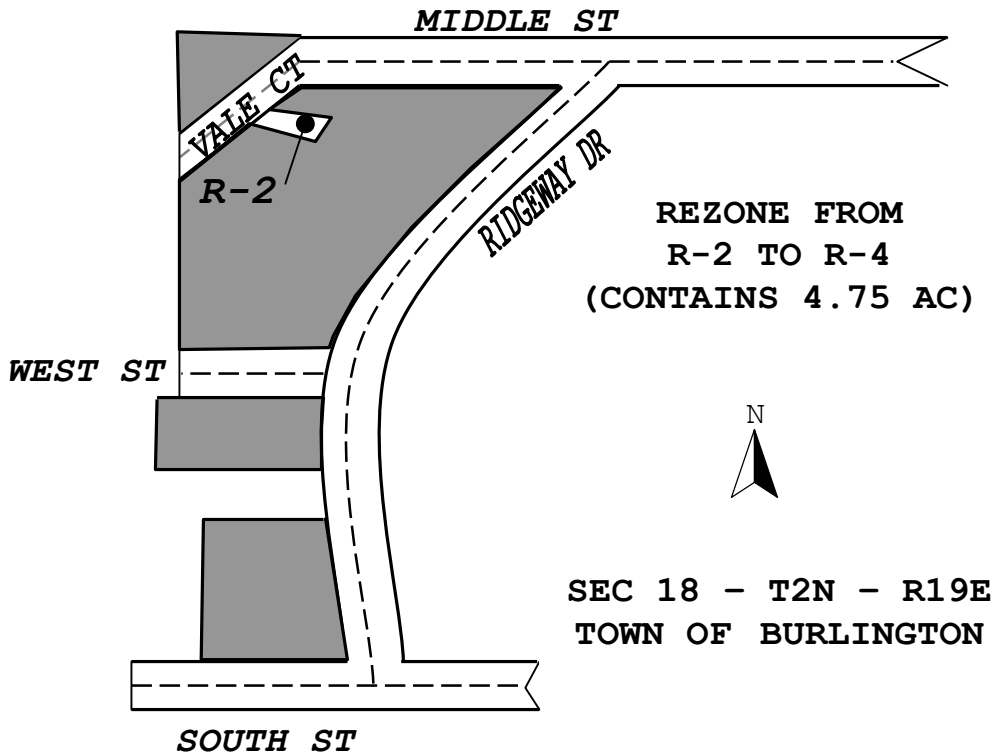 MIDDLE ST
VALE CT
R-2
RIDGEWAY DR
REZONE FROM
R-2 TO R-4
(CONTAINS 4.75 AC)
WEST ST
N
SEC 18 - T2N - R19E
TOWN OF BURLINGTON
SOUTH ST